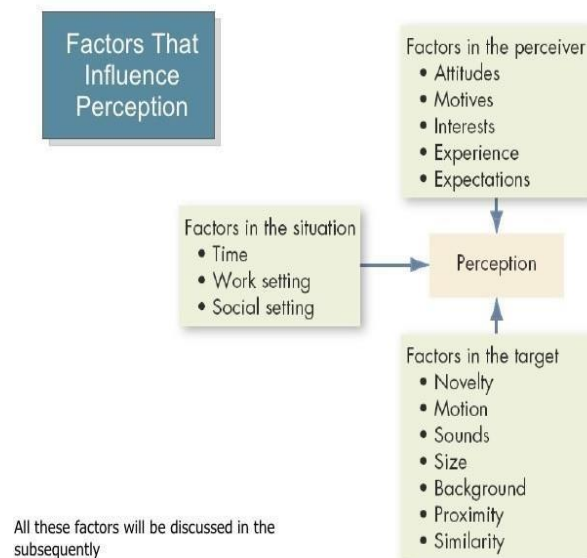 Factors That
Influence
Perception
Factors in the perceiver
• Attitudes
• Motives
• Interests
• Experience
• Expectations
Factors in the situation
• Time
• Work setting
• Social setting
Perception
Factors in the target
• Novelty
• Motion
• Sounds
• Size
• Background
• Proximity
• Similarity
All these factors will be discussed in the
subsequently